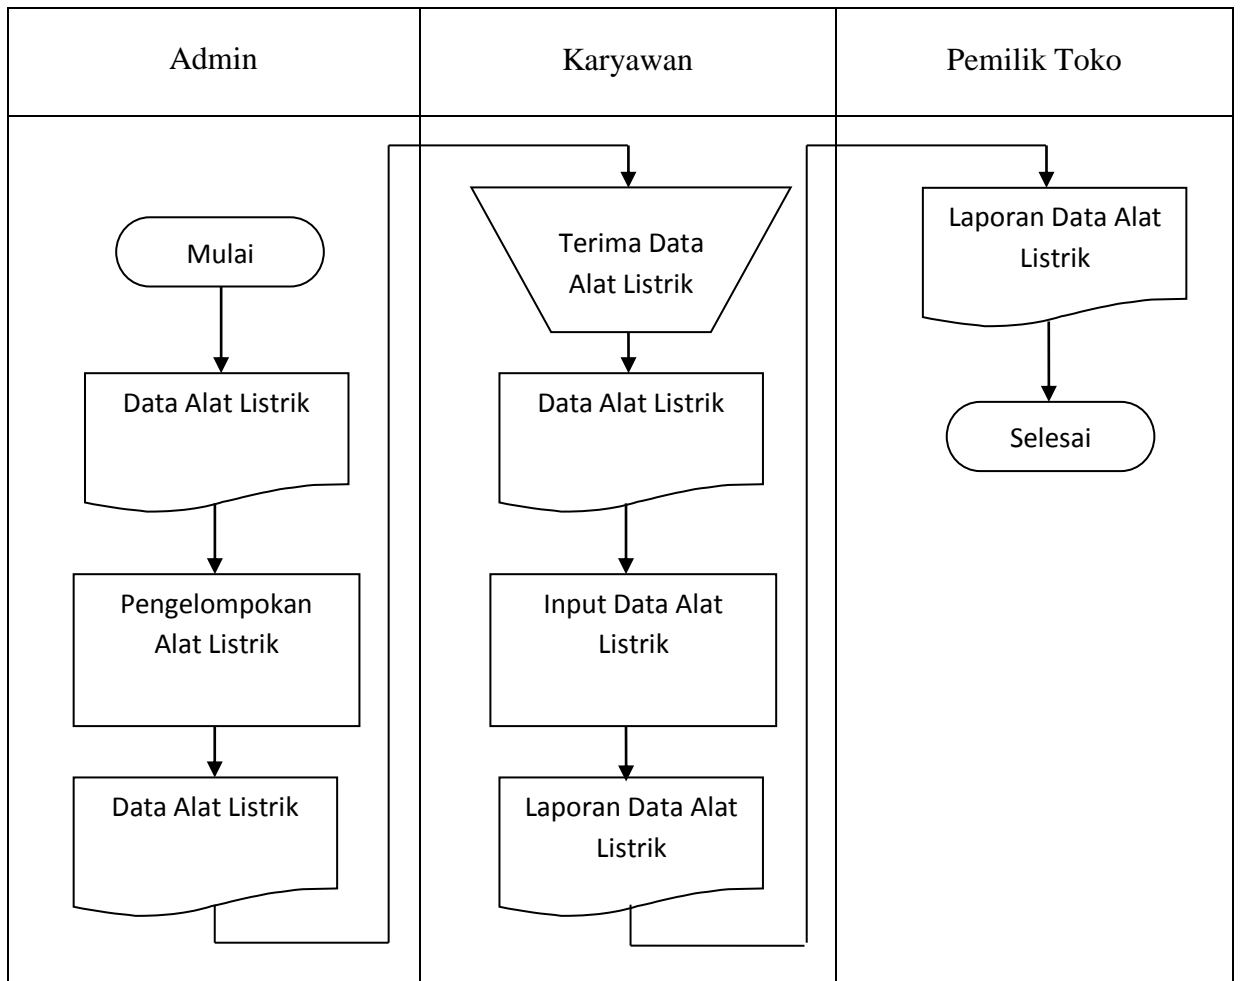 Admin
Karyawan
Pemilik Toko
Mulai
Data Alat Listrik
Pengelompokan
Alat Listrik
Data Alat Listrik
Terima Data
Alat Listrik
Data Alat Listrik
Input Data Alat
Listrik
Laporan Data Alat
Listrik
Laporan Data Alat
Listrik
Selesai